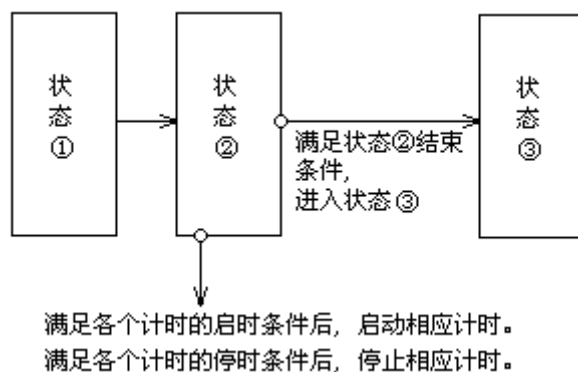 状
态
①
状
态
②
状
态
③
满足状态②结束
条件,
进入状态③
满足各个计时的启时条件后，启动相应计时。
满足各个计时的停时条件后，停止相应计时。